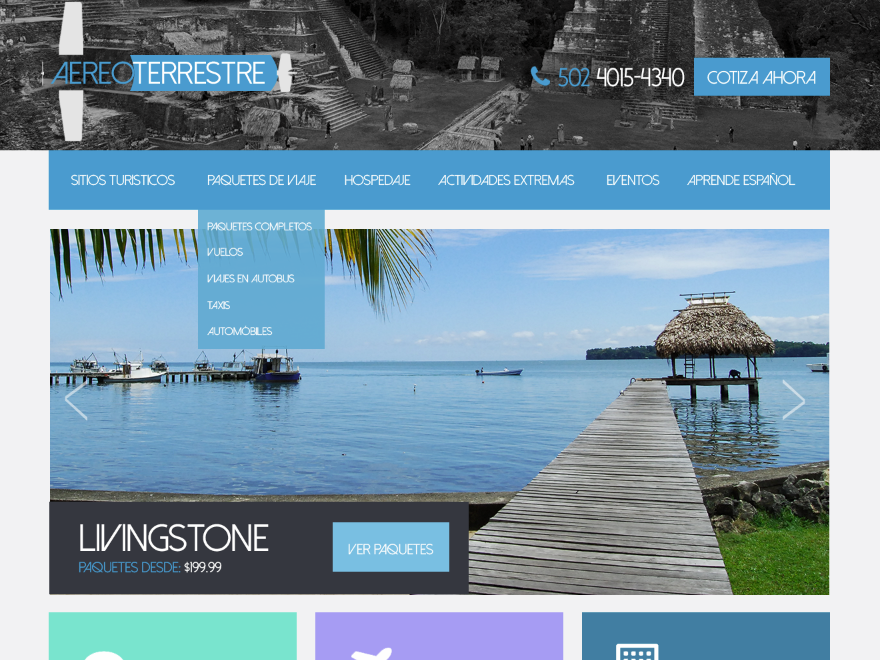 AEREOTERRESTRE
502 4015-4340
COTIZA AHORA
SITIOS TURISTICOS
PAQUETES DE VIAJE
HOSPEDAJE
ACTIVIDADES EXTREMAS
EVENTOS
APRENDE ESPAÑOL
PAQUETES COMPLETOS
VUELOS
VIAJES EN AUTOBUS
TAXIS
AUTOMÓBILES
LIVINGSTONE
PAQUETES DESDE: $199.99
VER PAQUETES